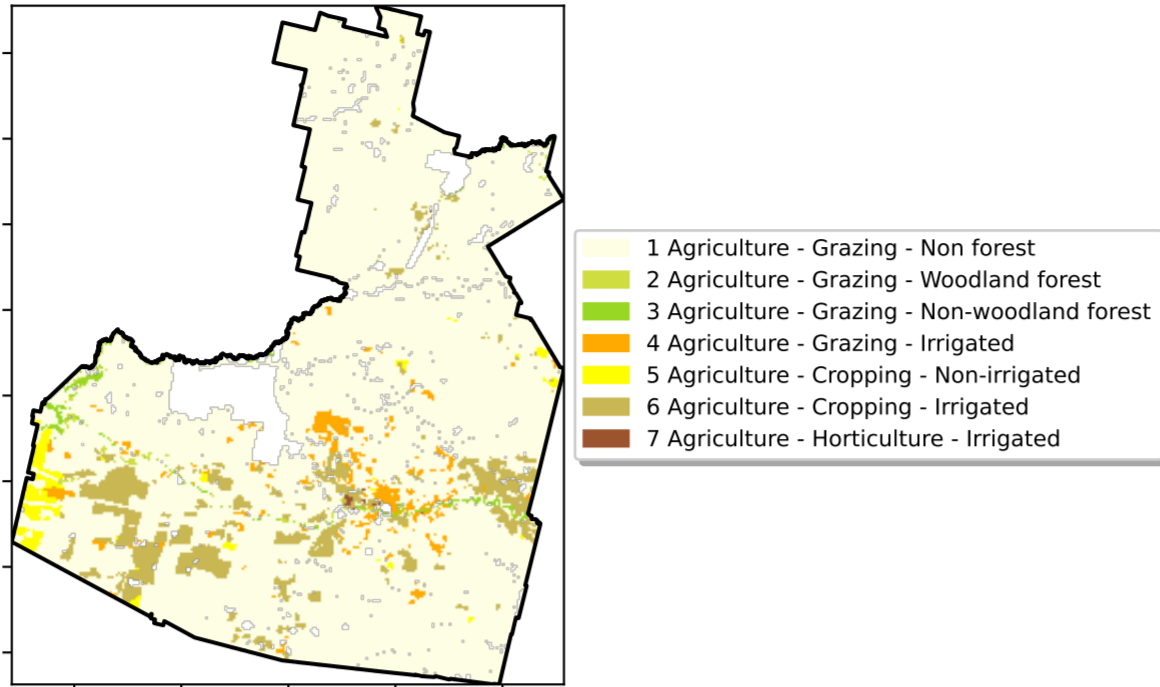 1 Agriculture - Grazing - Non forest
2 Agriculture - Grazing - Woodland forest
3 Agriculture - Grazing - Non-woodland forest
4 Agriculture - Grazing - Irrigated
5 Agriculture - Cropping - Non-irrigated
6 Agriculture - Cropping - Irrigated
7 Agriculture - Horticulture - Irrigated